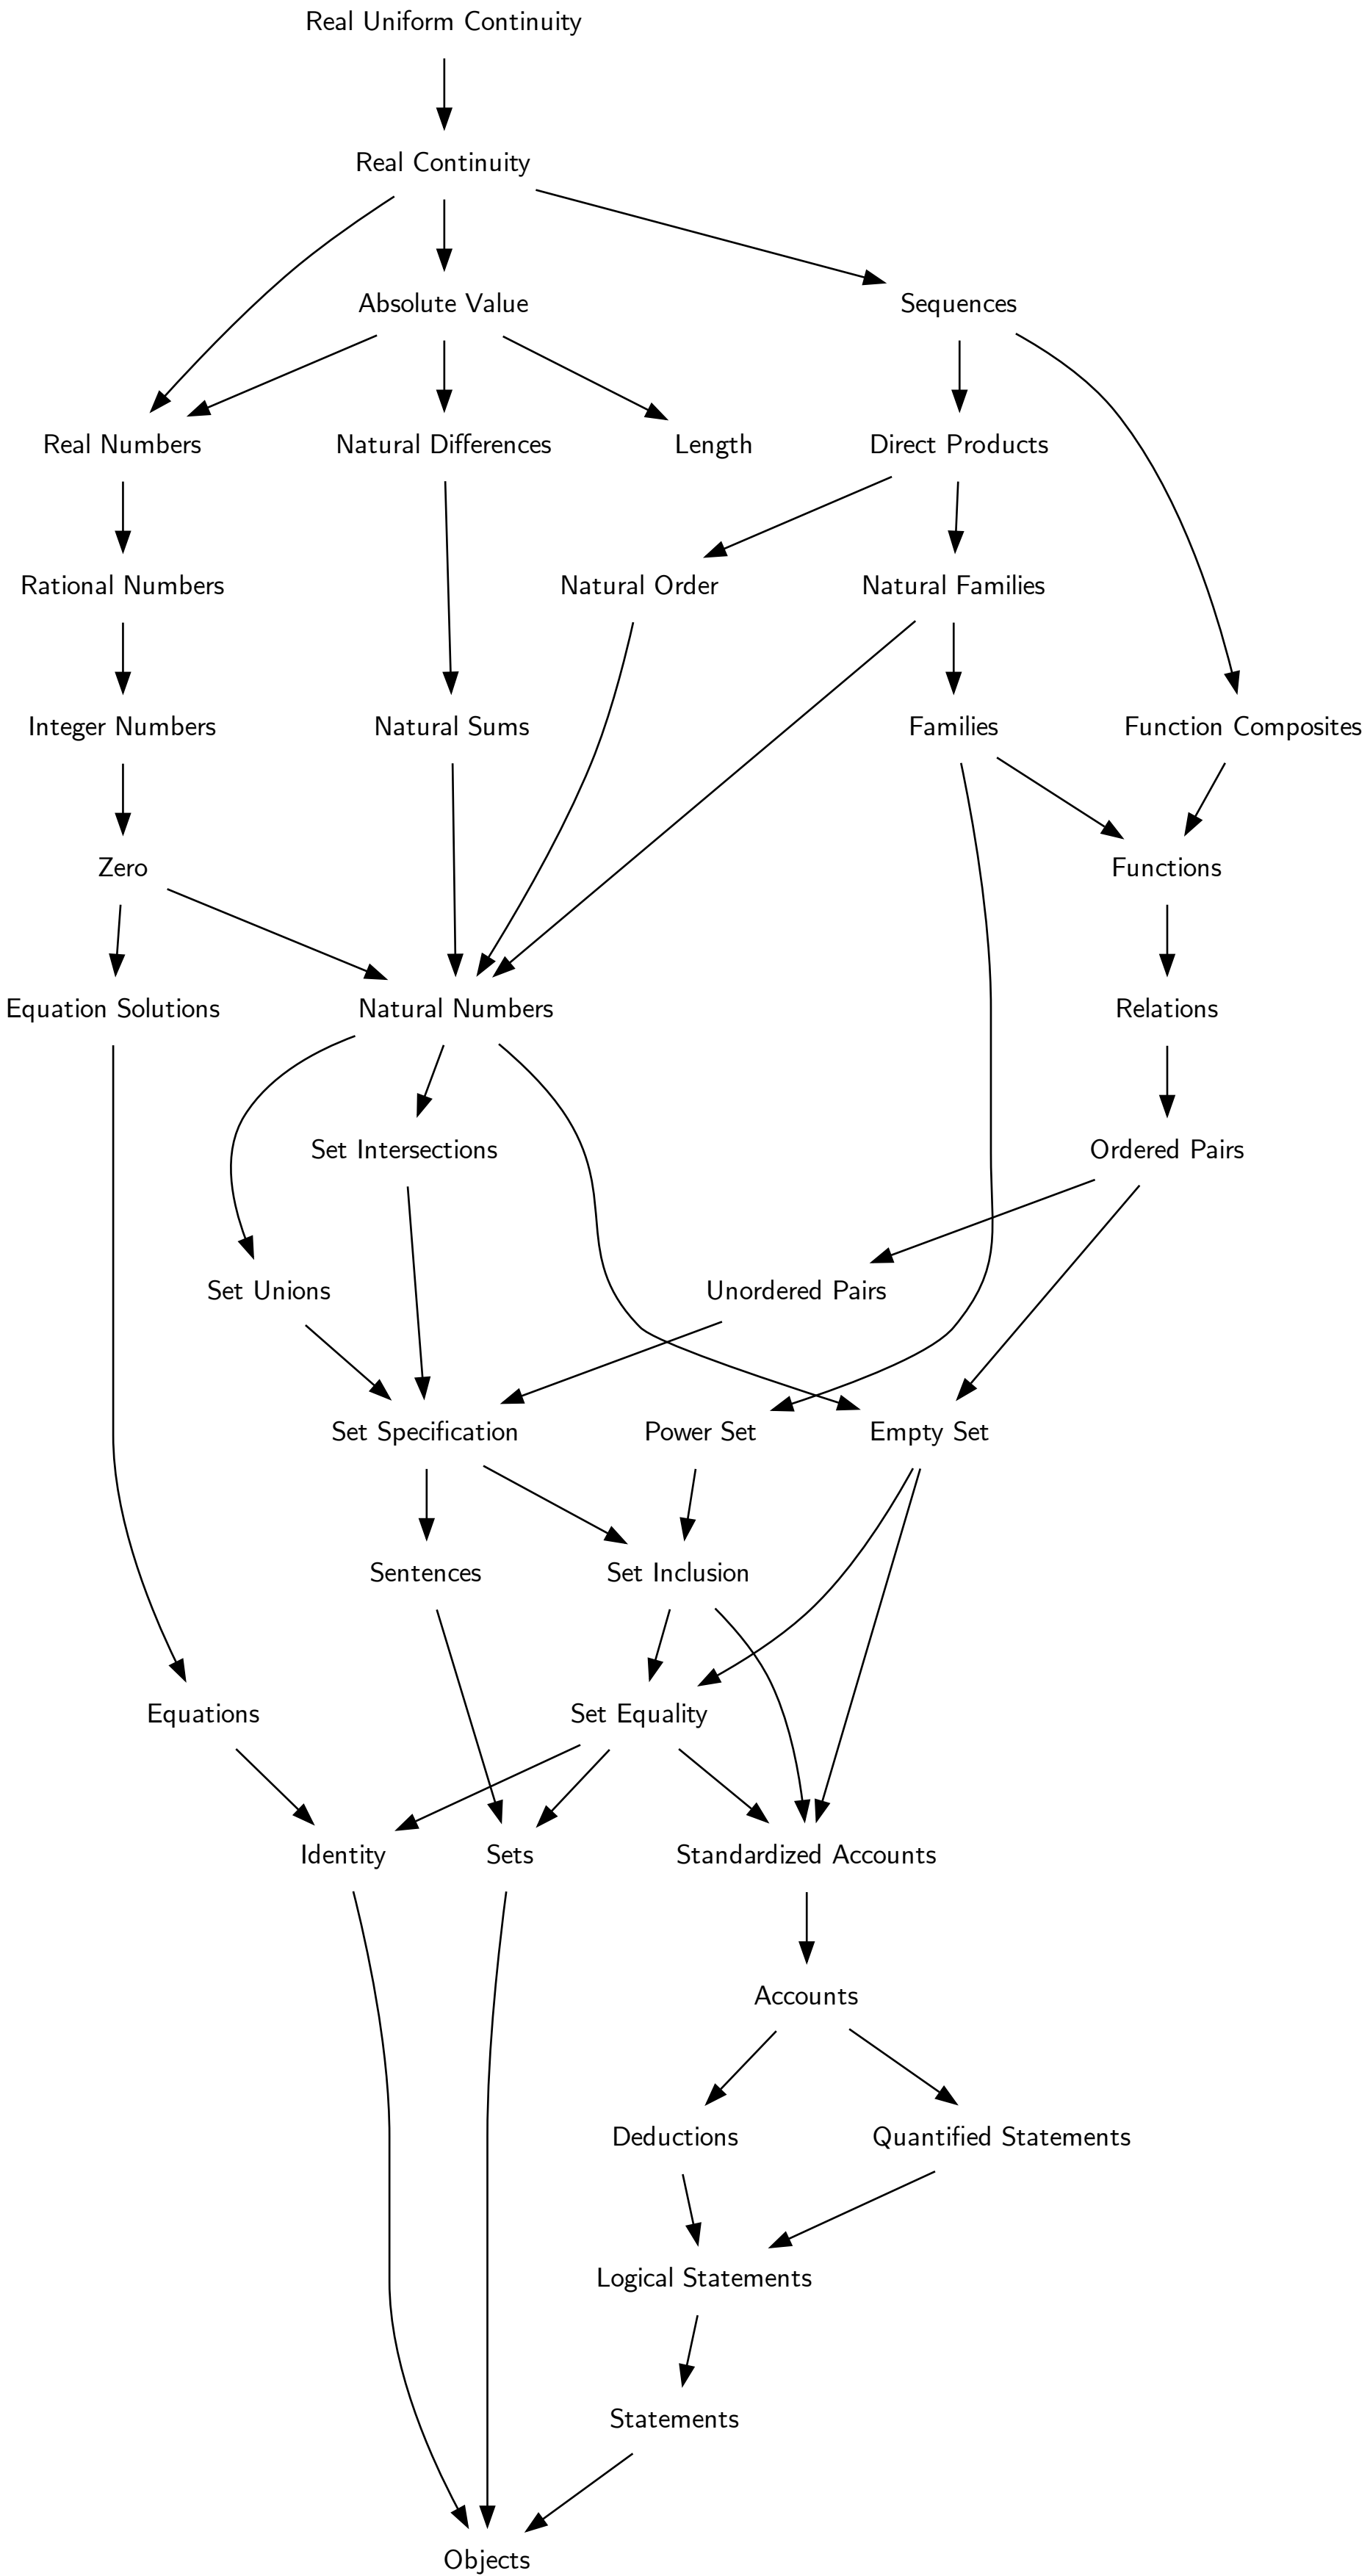 Real Uniform Continuity
Real Continuity
Absolute Value
Sequences
Real Numbers
Natural Differences
Length
Direct Products
Rational Numbers
Natural Order
Natural Families
Integer Numbers
Natural Sums
Families
Function Composites
Zero
Functions
Equation Solutions
Natural Numbers
Relations
Set Intersections
Ordered Pairs
Set Unions
Unordered Pairs
Set Specification
Power Set
Empty Set
Sentences
Set Inclusion
Equations
Set Equality
Identity
Sets
Standardized Accounts
Accounts
Deductions
Quantified Statements
Logical Statements
Statements
Objects